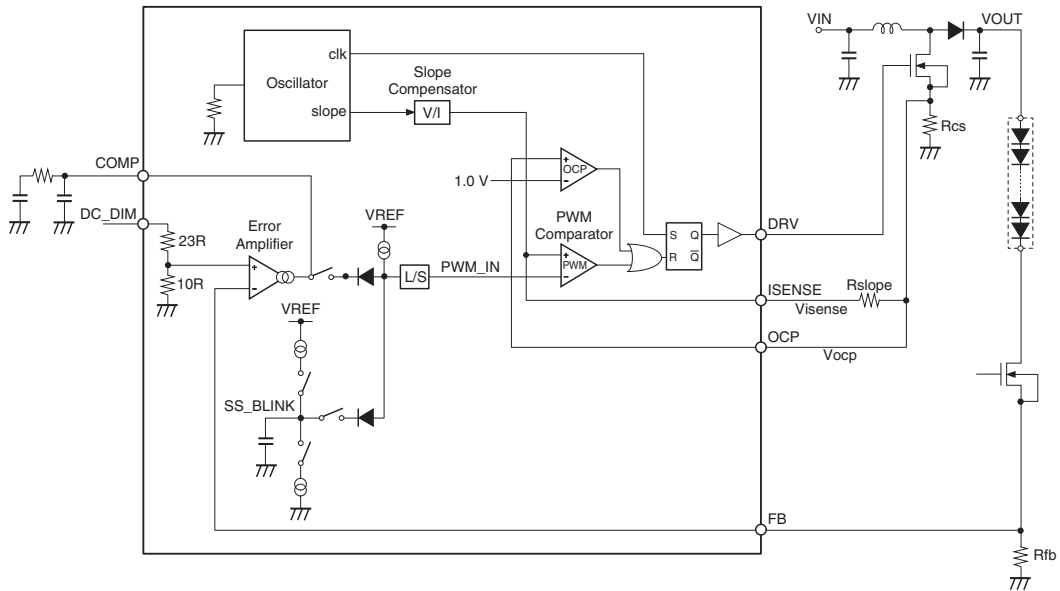 VIN
VOUT
clk
Oscillator
Slope
Compensator
slope
V/I
Rcs
COMP
+
OCP
−
1.0 V
DC_DIM
23R
Error
Amplifier
VREF
PWM
Comparator
S Q
R Q̅
DRV
10R
+
−
L/S
PWM_IN
+
PWM
−
ISENSE
Visense
Rslope
VREF
OCP
Vocp
SS_BLINK
FB
Rfb